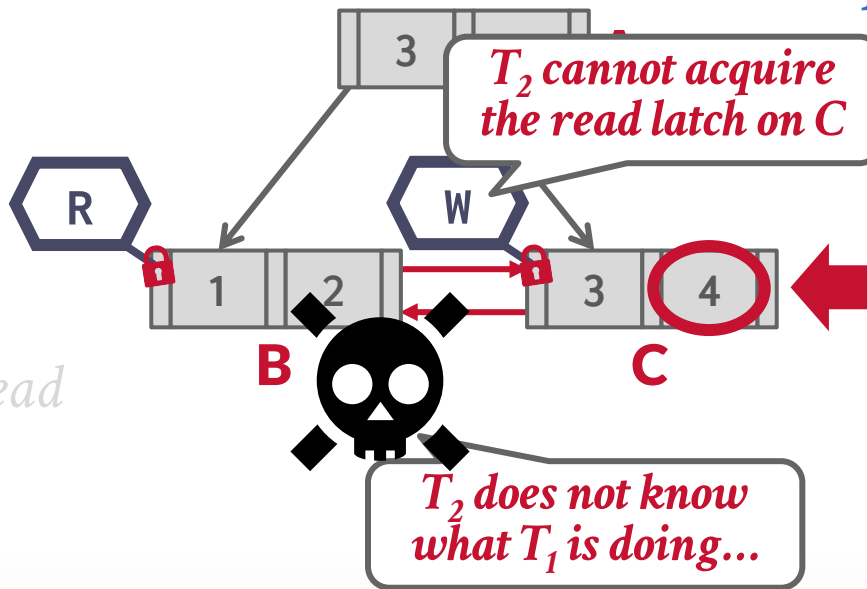 3
T₂ cannot acquire
the read latch on C
R
W
1 2
3 4
B
C
ead
T₂ does not know
what T₁ is doing...